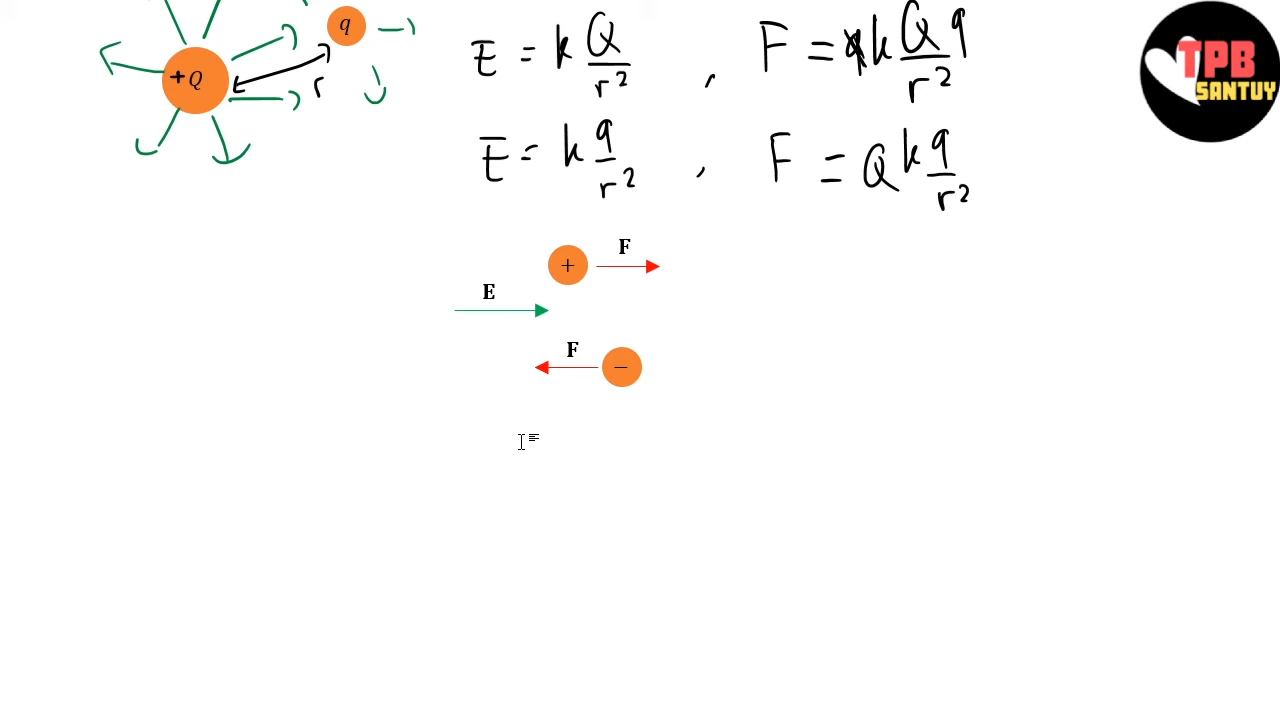 q
+Q
r
E = k Q/r² , F = k Qq/r²
E = k q/r² , F = Q k q/r²
TPB
SANTUY
+
F
E
F
−